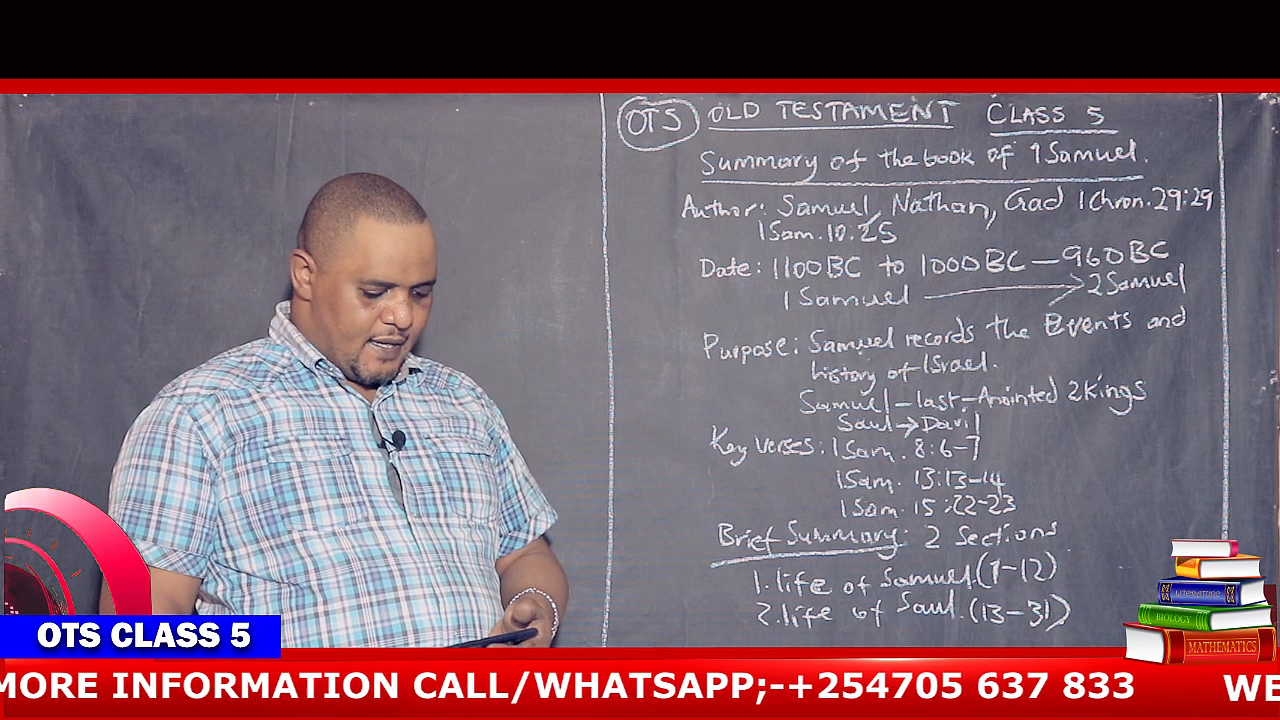 OTS OLD TESTAMENT CLASS 5
Summary of the book of 1Samuel.
Author: Samuel, Nathan, Gad 1Chron.29:29
1Sam.10.25
Date: 1100BC to 1000BC - 960BC
1Samuel → 2Samuel
Purpose: Samuel records the Events and
history of Israel.
Samuel - last - Anointed 2Kings
Saul → David
Key verses: 1Sam. 8:6-7
1Sam. 13:13-14
1Sam. 15:22-23
Brief Summary: 2 Sections
1. life of Samuel.(1-12)
2. life of Saul.(13-31)
LITERATURE
BIOLOGY
MATHEMATICS
OTS CLASS 5
MORE INFORMATION CALL/WHATSAPP;-+254705 637 833 WE